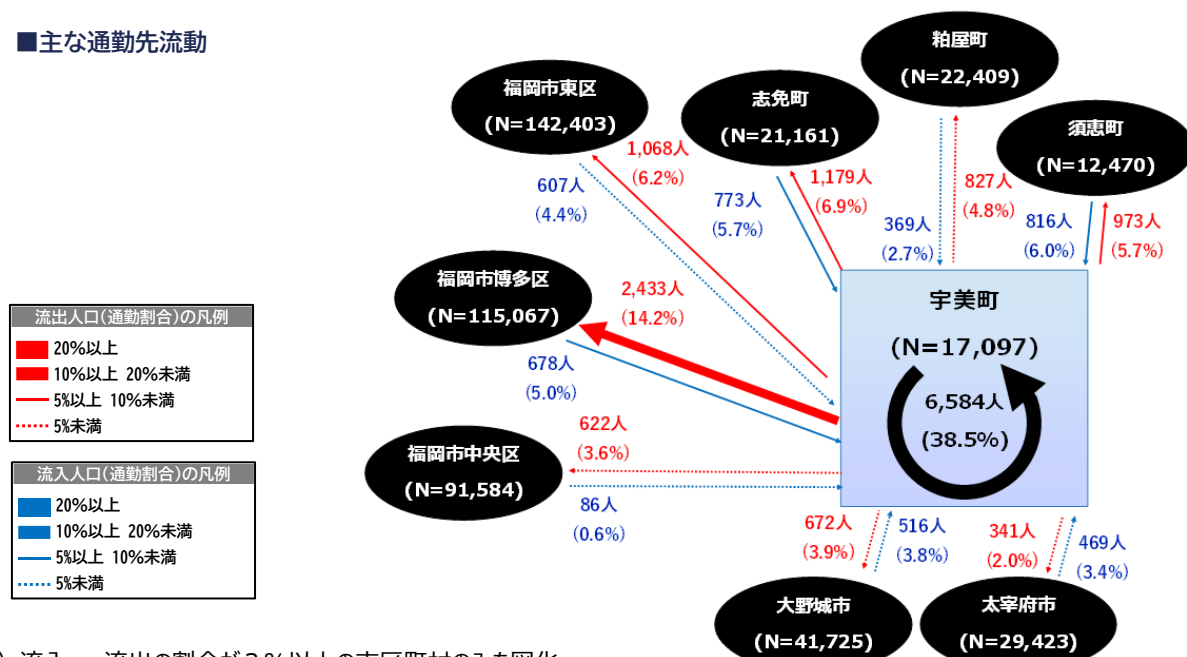 ■主な通勤先流動
粕屋町
(N=22,409)
福岡市東区
(N=142,403)
志免町
(N=21,161)
須恵町
(N=12,470)
1,068人
(6.2%)
607人
(4.4%)
1,179人
(6.9%)
773人
(5.7%)
827人
(4.8%)
369人
(2.7%)
816人
(6.0%)
973人
(5.7%)
福岡市博多区
(N=115,067)
2,433人
(14.2%)
678人
(5.0%)
宇美町
(N=17,097)
6,584人
(38.5%)
流出人口(通勤割合)の凡例
20%以上
10%以上 20%未満
5%以上 10%未満
5%未満
流入人口(通勤割合)の凡例
20%以上
10%以上 20%未満
5%以上 10%未満
5%未満
福岡市中央区
(N=91,584)
622人
(3.6%)
86人
(0.6%)
672人
(3.9%)
516人
(3.8%)
341人
(2.0%)
469人
(3.4%)
大野城市
(N=41,725)
太宰府市
(N=29,423)